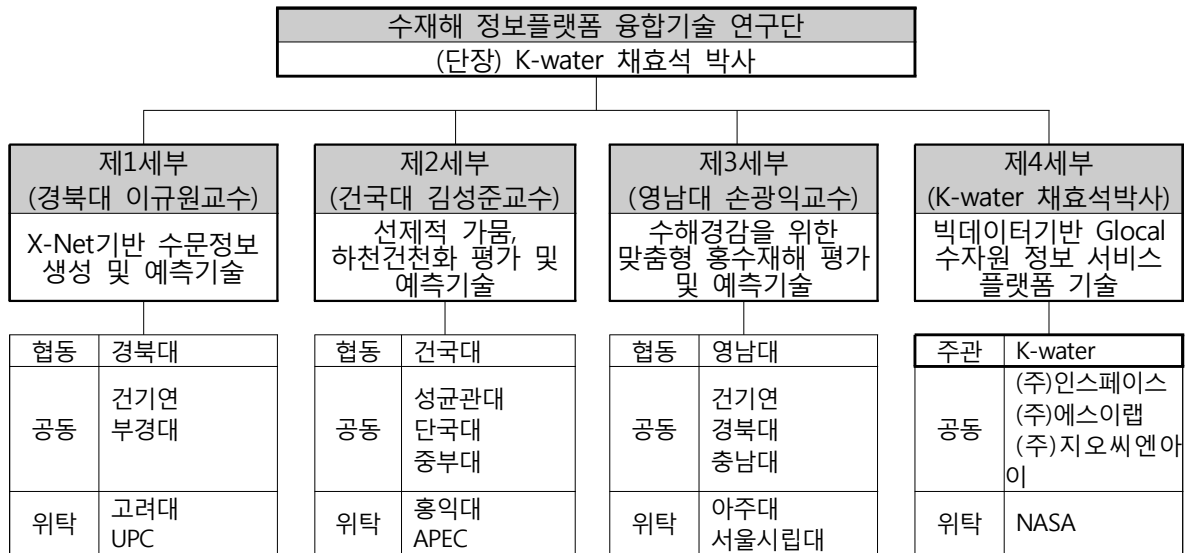 수재해 정보플랫폼 융합기술 연구단
(단장) K-water 채효석 박사
제1세부
(경북대 이규원교수)
X-Net기반 수문정보
생성 및 예측기술
협동 경북대
공동 건기연
부경대
위탁 고려대
UPC
제2세부
(건국대 김성준교수)
선제적 가뭄,
하천건천화 평가 및
예측기술
협동 건국대
공동 성균관대
단국대
중부대
위탁 홍익대
APEC
제3세부
(영남대 손광익교수)
수해경감을 위한
맞춤형 홍수재해 평가
및 예측기술
협동 영남대
공동 건기연
경북대
충남대
위탁 아주대
서울시립대
제4세부
(K-water 채효석박사)
빅데이터기반 Glocal
수자원 정보 서비스
플랫폼 기술
주관 K-water
공동 (주)인스페이스
(주)에스이랩
(주)지오씨엔아
이
위탁 NASA